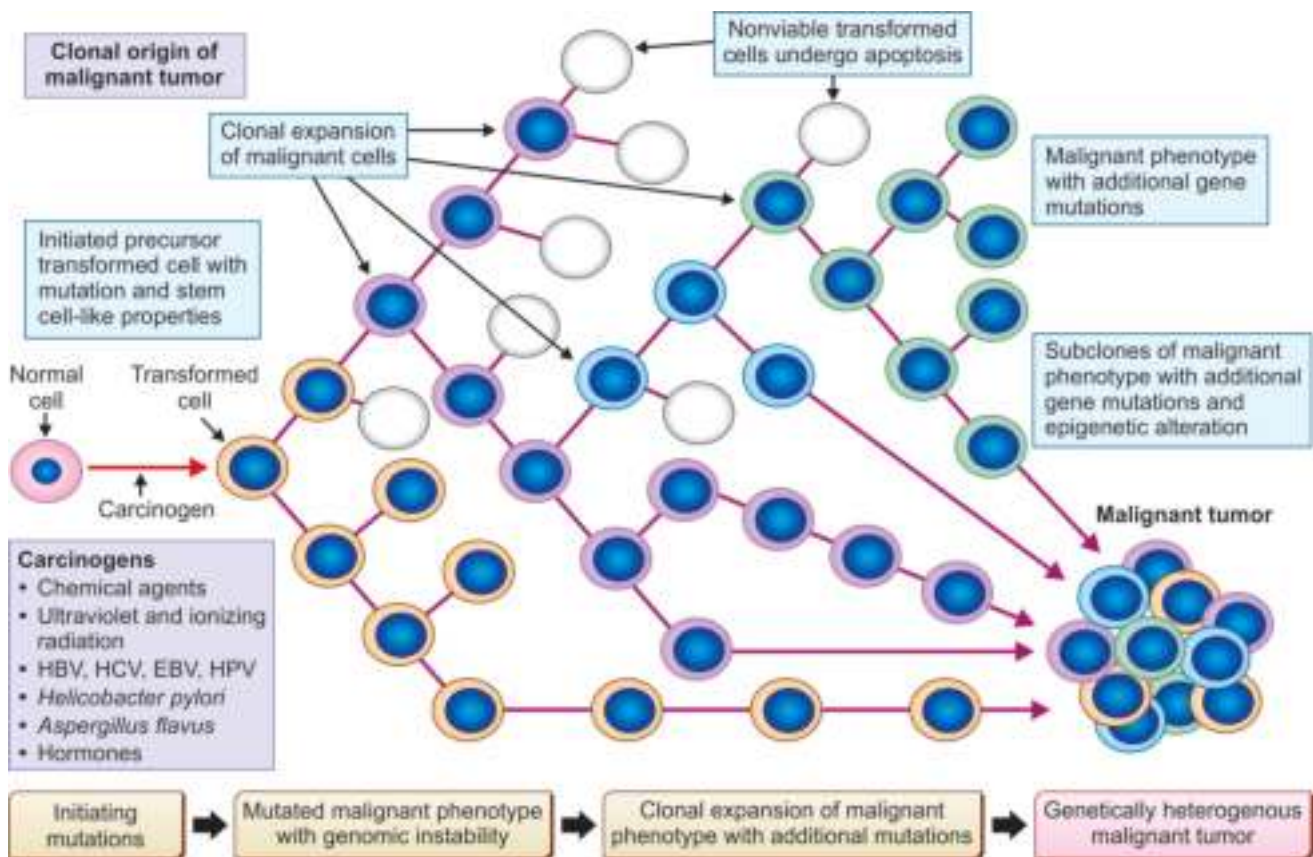 Clonal origin of
malignant tumor
Nonviable transformed
cells undergo apoptosis
Clonal expansion
of malignant cells
Malignant phenotype
with additional gene
mutations
Initiated precursor
transformed cell with
mutation and stem
cell-like properties
Subclones of malignant
phenotype with additional
gene mutations and
epigenetic alteration
Normal
cell
Transformed
cell
Carcinogen
Malignant tumor
Carcinogens
• Chemical agents
• Ultraviolet and ionizing
radiation
• HBV, HCV, EBV, HPV
• Helicobacter pylori
• Aspergillus flavus
• Hormones
Initiating
mutations
Mutated malignant phenotype
with genomic instability
Clonal expansion of malignant
phenotype with additional mutations
Genetically heterogenous
malignant tumor